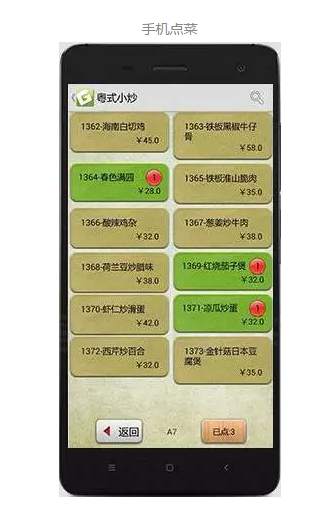 手机点菜
粤式小炒
1362-海南白切鸡
￥45.0
1363-铁板黑椒牛仔
骨
￥58.0
1364-春色满园
1
￥28.0
1365-铁板淮山脆肉
￥35.0
1366-酸辣鸡杂
￥32.0
1367-葱姜炒牛肉
￥38.0
1368-荷兰豆炒腊味
￥38.0
1369-红烧茄子煲
1
￥32.0
1370-虾仁炒滑蛋
￥42.0
1371-凉瓜炒蛋
1
￥32.0
1372-西芹炒百合
￥32.0
1373-金针菇日本豆
腐煲
￥35.0
返回
A7
已点:3